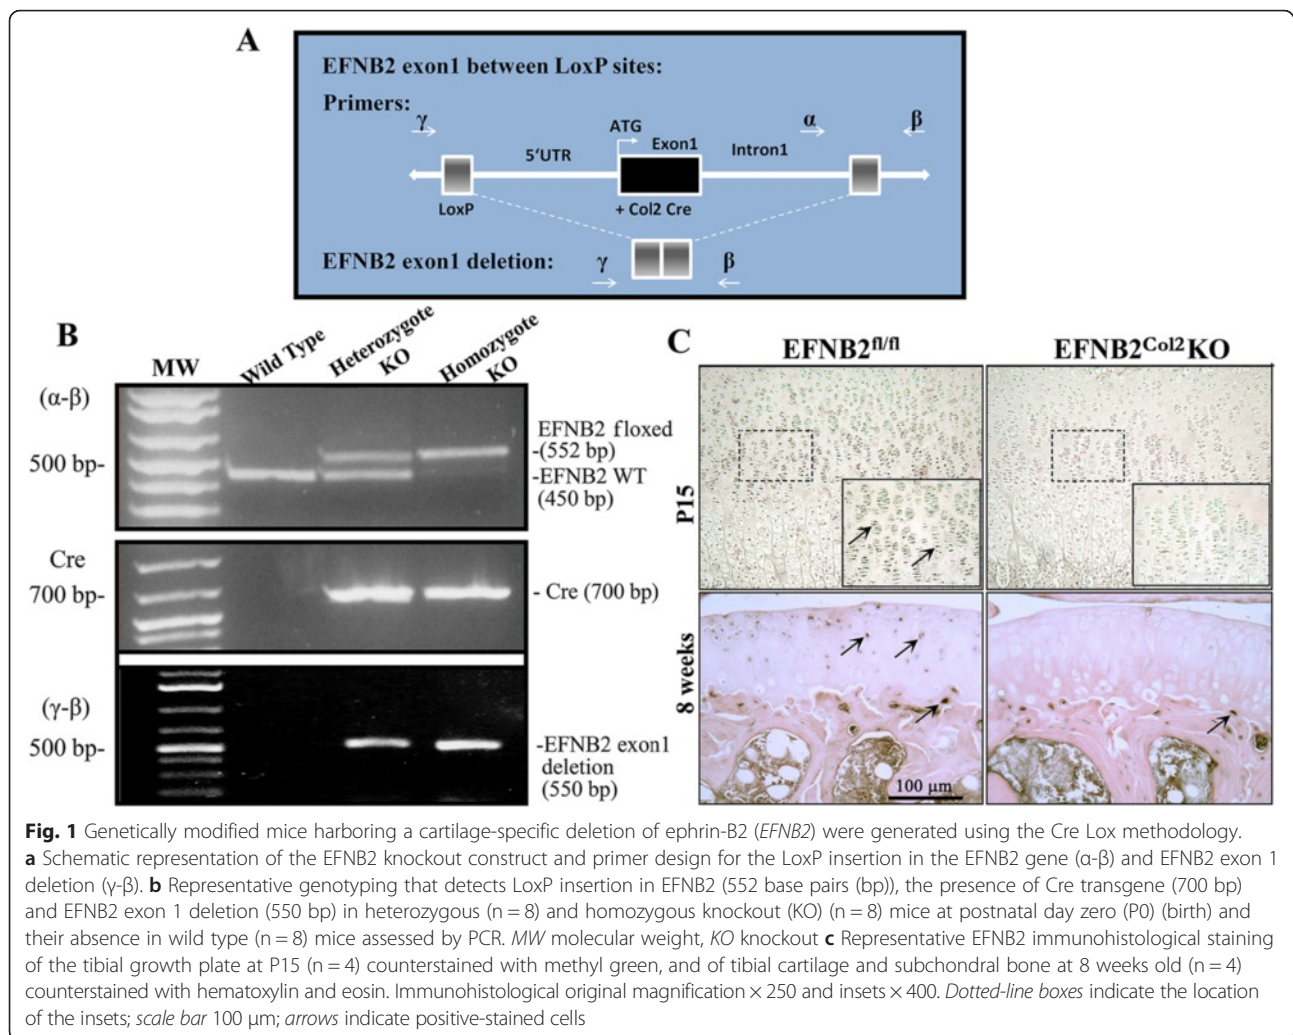 A
EFNB2 exon1 between LoxP sites:
Primers:
γ
ATG
α
β
5'UTR
Exon1
Intron1
LoxP
+ Col2 Cre
EFNB2 exon1 deletion:
γ
β
B
MW
Wild Type
Heterozygote
KO
Homozygote
KO
(α-β)
500 bp-
EFNB2 floxed
-(552 bp)
-EFNB2 WT
(450 bp)
Cre
700 bp-
- Cre (700 bp)
(γ-β)
500 bp-
-EFNB2 exon1
deletion
(550 bp)
C
EFNB2fl/fl
EFNB2Col2KO
P15
8 weeks
100 µm
Fig. 1 Genetically modified mice harboring a cartilage-specific deletion of ephrin-B2 (EFNB2) were generated using the Cre Lox methodology.
a Schematic representation of the EFNB2 knockout construct and primer design for the LoxP insertion in the EFNB2 gene (α-β) and EFNB2 exon 1
deletion (γ-β). b Representative genotyping that detects LoxP insertion in EFNB2 (552 base pairs (bp)), the presence of Cre transgene (700 bp)
and EFNB2 exon 1 deletion (550 bp) in heterozygous (n = 8) and homozygous knockout (KO) (n = 8) mice at postnatal day zero (P0) (birth) and
their absence in wild type (n = 8) mice assessed by PCR. MW molecular weight, KO knockout c Representative EFNB2 immunohistological staining
of the tibial growth plate at P15 (n = 4) counterstained with methyl green, and of tibial cartilage and subchondral bone at 8 weeks old (n = 4)
counterstained with hematoxylin and eosin. Immunohistological original magnification × 250 and insets × 400. Dotted-line boxes indicate the location
of the insets; scale bar 100 μm; arrows indicate positive-stained cells